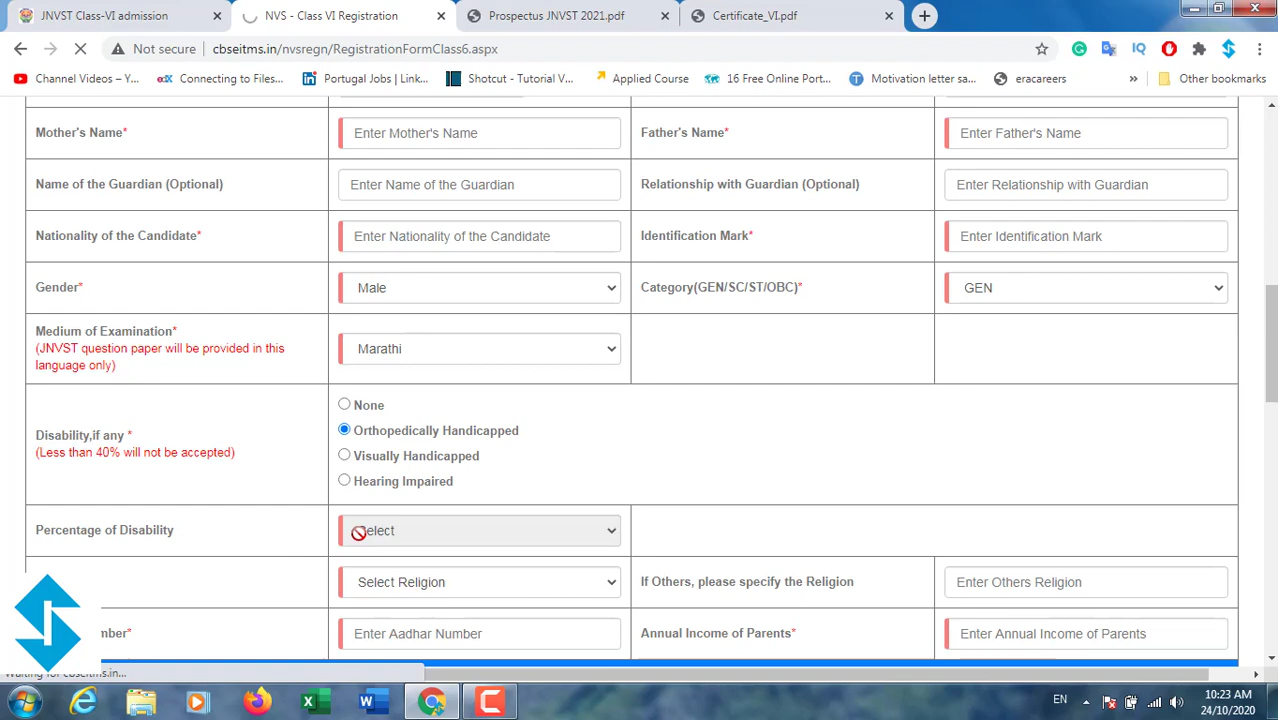 JNVST Class-VI admission
NVS - Class VI Registration
Prospectus JNVST 2021.pdf
Certificate_VI.pdf
Not secure
cbseitms.in/nvsregn/RegistrationFormClass6.aspx
Channel Videos – Y...
Connecting to Files...
Portugal Jobs | Link...
Shotcut - Tutorial V...
Applied Course
16 Free Online Port...
Motivation letter sa...
eracareers
»
Other bookmarks
Mother's Name*
Enter Mother's Name
Father's Name*
Enter Father's Name
Name of the Guardian (Optional)
Enter Name of the Guardian
Relationship with Guardian (Optional)
Enter Relationship with Guardian
Nationality of the Candidate*
Enter Nationality of the Candidate
Identification Mark*
Enter Identification Mark
Gender*
Male
Category(GEN/SC/ST/OBC)*
GEN
Medium of Examination*
(JNVST question paper will be provided in this
language only)
Marathi
Disability,if any *
(Less than 40% will not be accepted)
None
Orthopedically Handicapped
Visually Handicapped
Hearing Impaired
Percentage of Disability
elect
Select Religion
If Others, please specify the Religion
Enter Others Religion
mber*
Enter Aadhar Number
Annual Income of Parents*
Enter Annual Income of Parents
EN
10:23 AM
24/10/2020